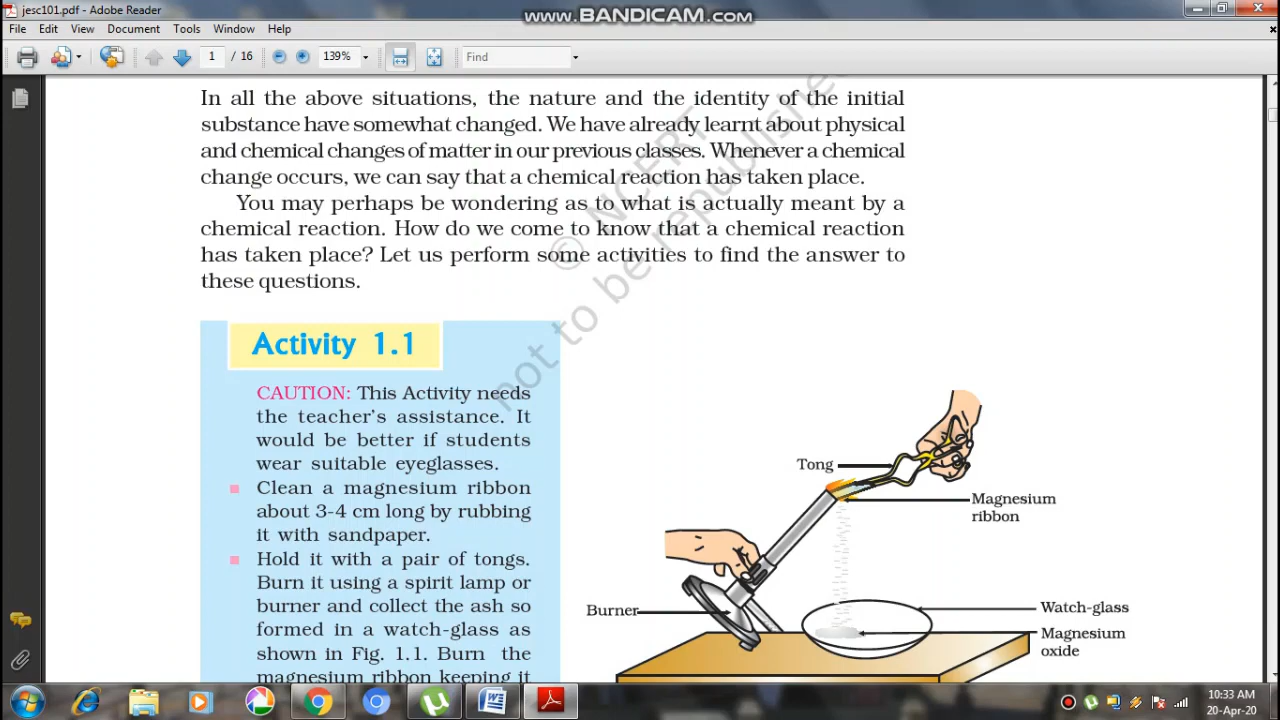 jesc101.pdf - Adobe Reader
www.BANDICAM.com
File Edit View Document Tools Window Help
1 / 16 139% Find
In all the above situations, the nature and the identity of the initial
substance have somewhat changed. We have already learnt about physical
and chemical changes of matter in our previous classes. Whenever a chemical
change occurs, we can say that a chemical reaction has taken place.
You may perhaps be wondering as to what is actually meant by a
chemical reaction. How do we come to know that a chemical reaction
has taken place? Let us perform some activities to find the answer to
these questions.
© NCERT
not to be republished
Activity 1.1
CAUTION: This Activity needs
the teacher's assistance. It
would be better if students
wear suitable eyeglasses.
Clean a magnesium ribbon
about 3-4 cm long by rubbing
it with sandpaper.
Hold it with a pair of tongs.
Burn it using a spirit lamp or
burner and collect the ash so
formed in a watch-glass as
shown in Fig. 1.1. Burn the
magnesium ribbon keeping it
Tong
Magnesium
ribbon
Burner
Watch-glass
Magnesium
oxide
10:33 AM
20-Apr-20